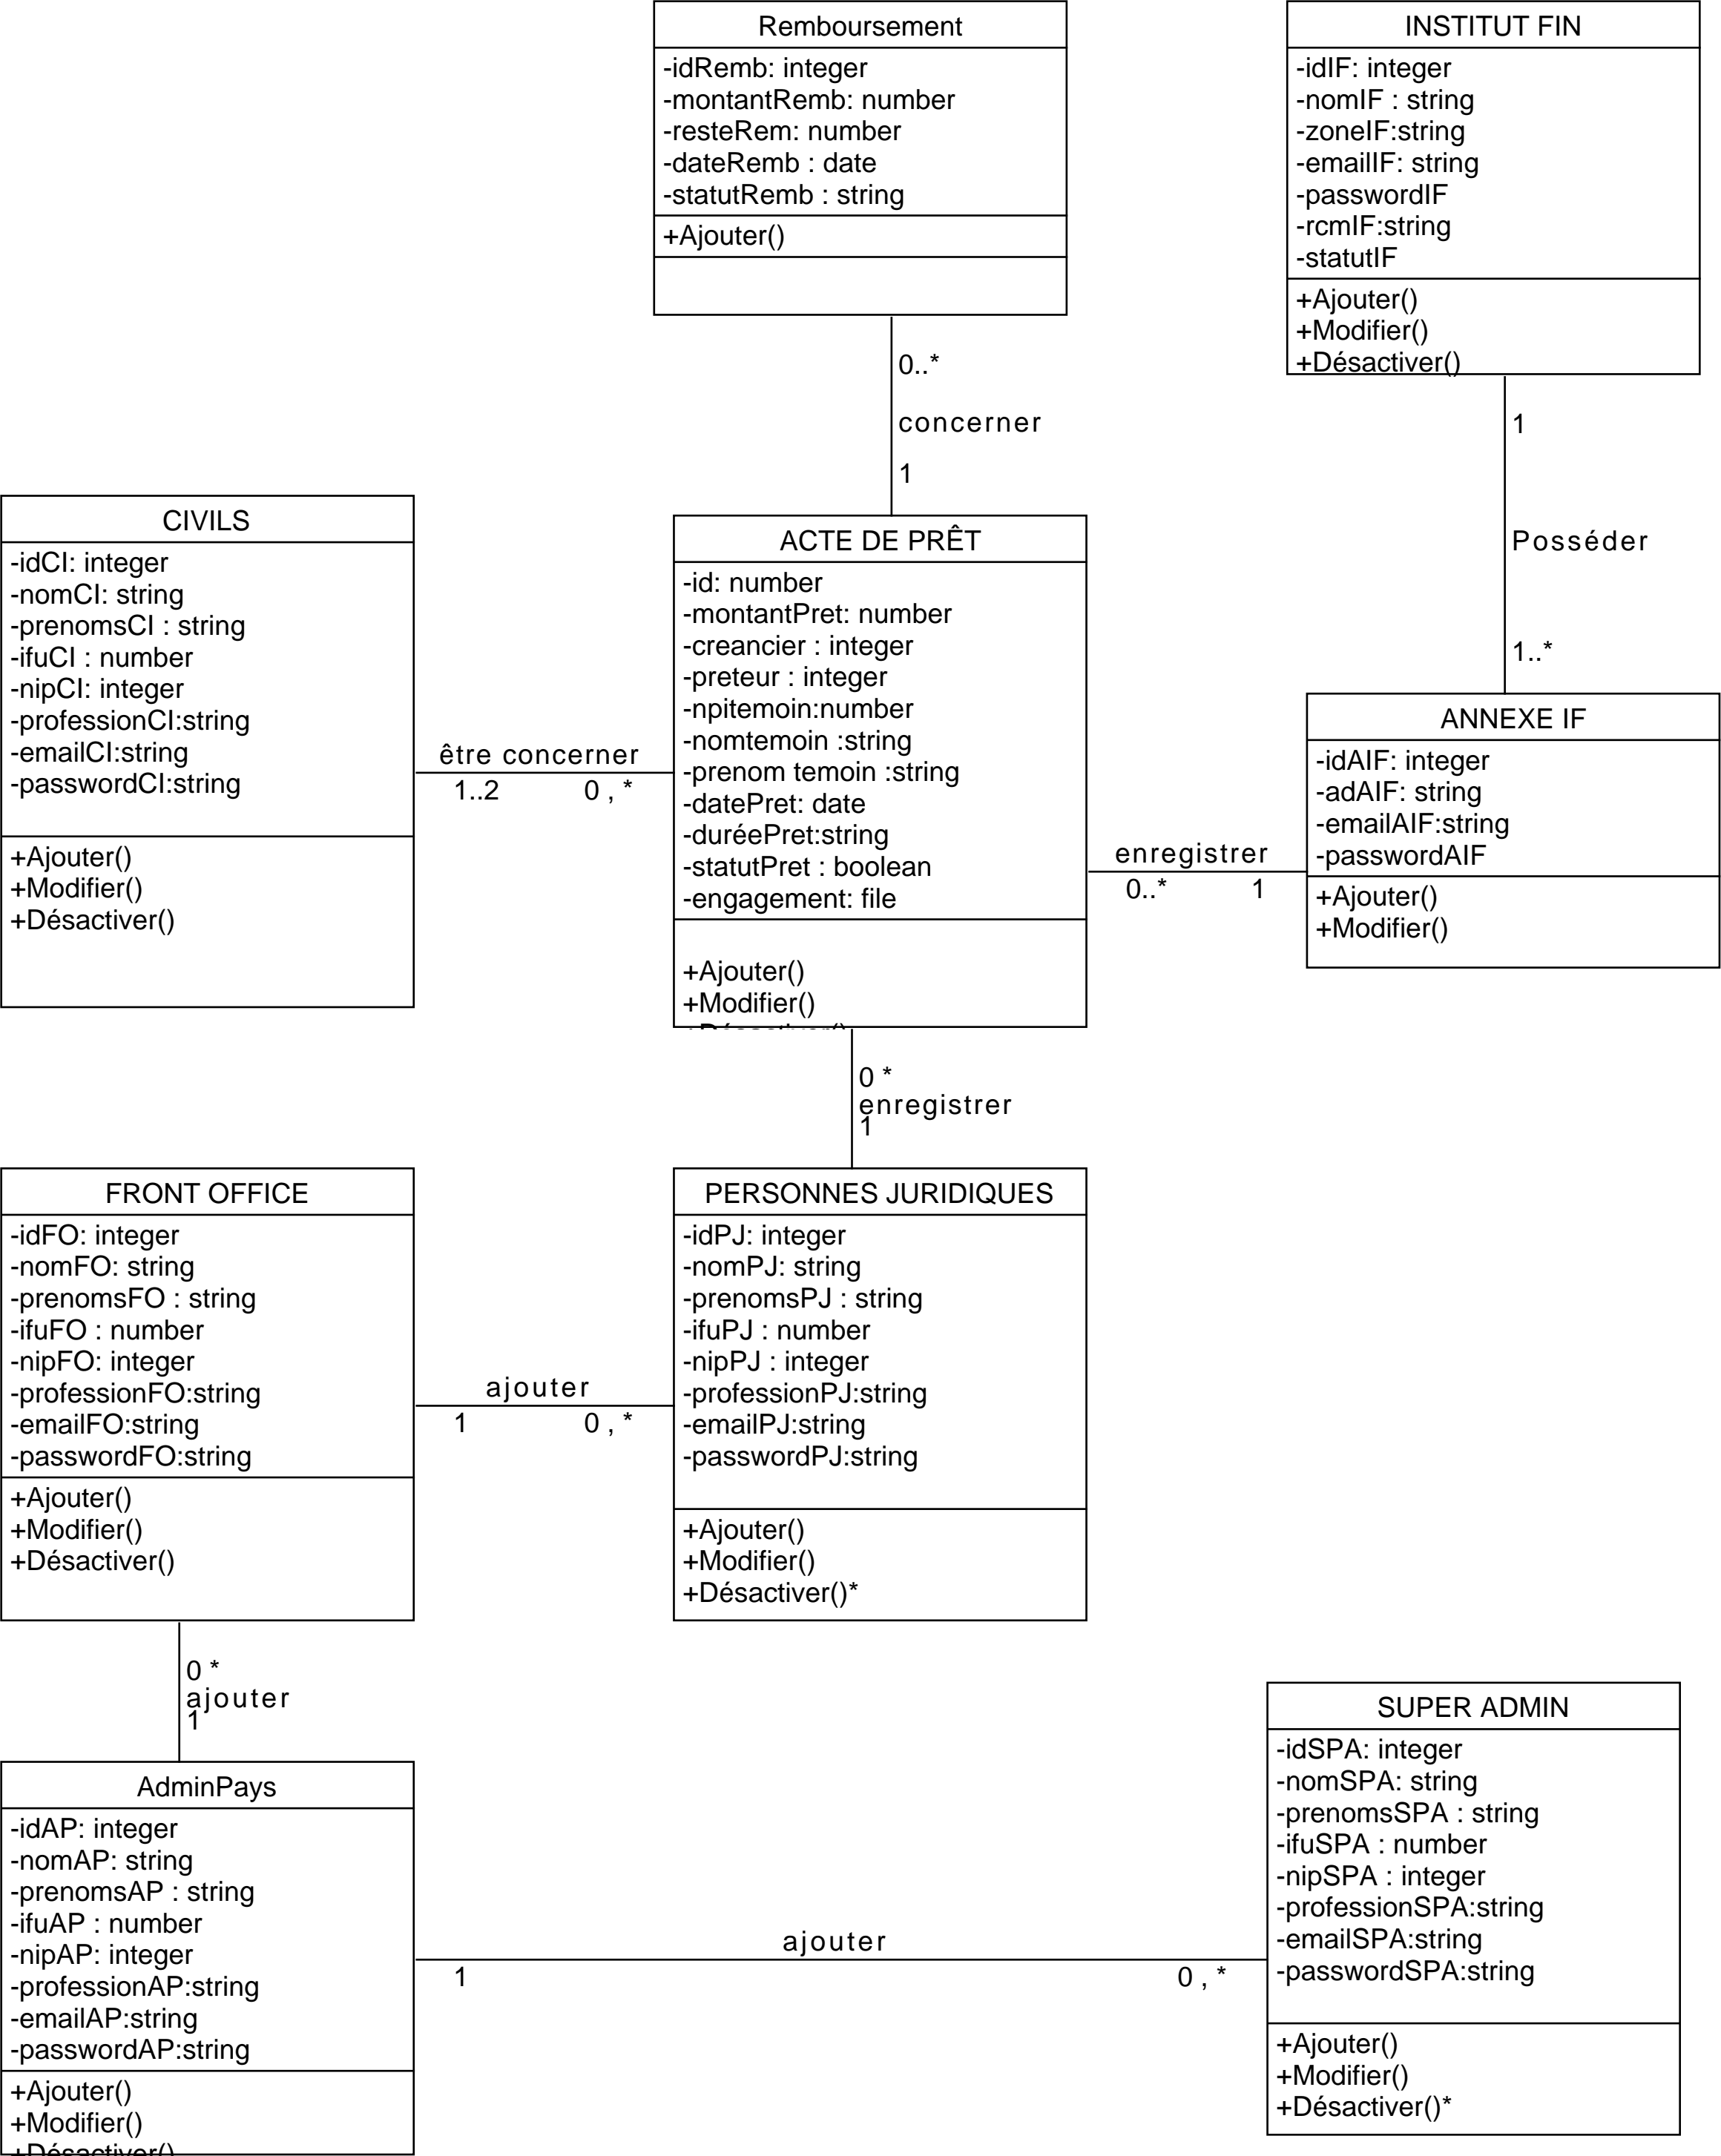 Remboursement
-idRemb: integer
-montantRemb: number
-resteRem: number
-dateRemb : date
-statutRemb : string
+Ajouter()
INSTITUT FIN
-idIF: integer
-nomIF : string
-zoneIF:string
-emailIF: string
-passwordIF
-rcmIF:string
-statutIF
+Ajouter()
+Modifier()
+Désactiver()
0..*
concerner
1
1
Posséder
1..*
CIVILS
-idCI: integer
-nomCI: string
-prenomsCI : string
-ifuCI : number
-nipCI: integer
-professionCI:string
-emailCI:string
-passwordCI:string
+Ajouter()
+Modifier()
+Désactiver()
être concerner
1..2 0 , *
ACTE DE PRÊT
-id: number
-montantPret: number
-creancier : integer
-preteur : integer
-npitemoin:number
-nomtemoin :string
-prenom temoin :string
-datePret: date
-duréePret:string
-statutPret : boolean
-engagement: file
+Ajouter()
+Modifier()
enregistrer
0..* 1
ANNEXE IF
-idAIF: integer
-adAIF: string
-emailAIF:string
-passwordAIF
+Ajouter()
+Modifier()
0 *
enregistrer
1
FRONT OFFICE
-idFO: integer
-nomFO: string
-prenomsFO : string
-ifuFO : number
-nipFO: integer
-professionFO:string
-emailFO:string
-passwordFO:string
+Ajouter()
+Modifier()
+Désactiver()
ajouter
1 0 , *
PERSONNES JURIDIQUES
-idPJ: integer
-nomPJ: string
-prenomsPJ : string
-ifuPJ : number
-nipPJ : integer
-professionPJ:string
-emailPJ:string
-passwordPJ:string
+Ajouter()
+Modifier()
+Désactiver()*
0 *
ajouter
1
AdminPays
-idAP: integer
-nomAP: string
-prenomsAP : string
-ifuAP : number
-nipAP: integer
-professionAP:string
-emailAP:string
-passwordAP:string
+Ajouter()
+Modifier()
+Désactiver()
ajouter
1 0 , *
SUPER ADMIN
-idSPA: integer
-nomSPA: string
-prenomsSPA : string
-ifuSPA : number
-nipSPA : integer
-professionSPA:string
-emailSPA:string
-passwordSPA:string
+Ajouter()
+Modifier()
+Désactiver()*